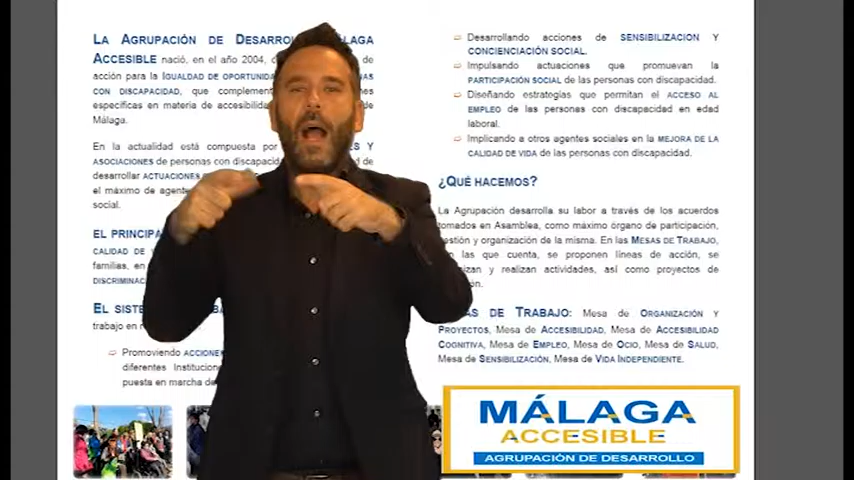 LA AGRUPACIÓN DE DESARROLLO MÁLAGA
ACCESIBLE nació, en el año 2004,
acción para la IGUALDAD DE OPORTUNIDA
CON DISCAPACIDAD, que complemen
específicas en materia de accesibilida
Málaga.
En la actualidad está compuesta por
ASOCIACIONES de personas con discapacid
desarrollar ACTUACIONES
el máximo de agente
social.
EL PRINCIPA
CALIDAD DE
familias, en
DISCRIMINAC
EL SISTE
trabajo en
⇨ Promoviendo ACCIONE
diferentes Institucione
puesta en marcha de
⇨ Desarrollando acciones de SENSIBILIZACION Y
CONCIENCIACIÓN SOCIAL.
⇨ Impulsando actuaciones que promuevan la
PARTICIPACIÓN SOCIAL de las personas con discapacidad.
⇨ Diseñando estrategias que permitan el ACCESO AL
EMPLEO de las personas con discapacidad en edad
laboral.
⇨ Implicando a otros agentes sociales en la MEJORA DE LA
CALIDAD DE VIDA de las personas con discapacidad.
¿QUÉ HACEMOS?
La Agrupación desarrolla su labor a través de los acuerdos
tomados en Asamblea, como máximo órgano de participación,
gestión y organización de la misma. En las MESAS DE TRABAJO,
las que cuenta, se proponen líneas de acción, se
y realizan actividades, así como proyectos de
DE TRABAJO: Mesa de ORGANIZACIÓN Y
PROYECTOS, Mesa de ACCESIBILIDAD, Mesa de ACCESIBILIDAD
COGNITIVA, Mesa de EMPLEO, Mesa de OCIO, Mesa de SALUD,
Mesa de SENSIBILIZACIÓN, Mesa de VIDA INDEPENDIENTE.
MÁLAGA
ACCESIBLE
AGRUPACIÓN DE DESARROLLO